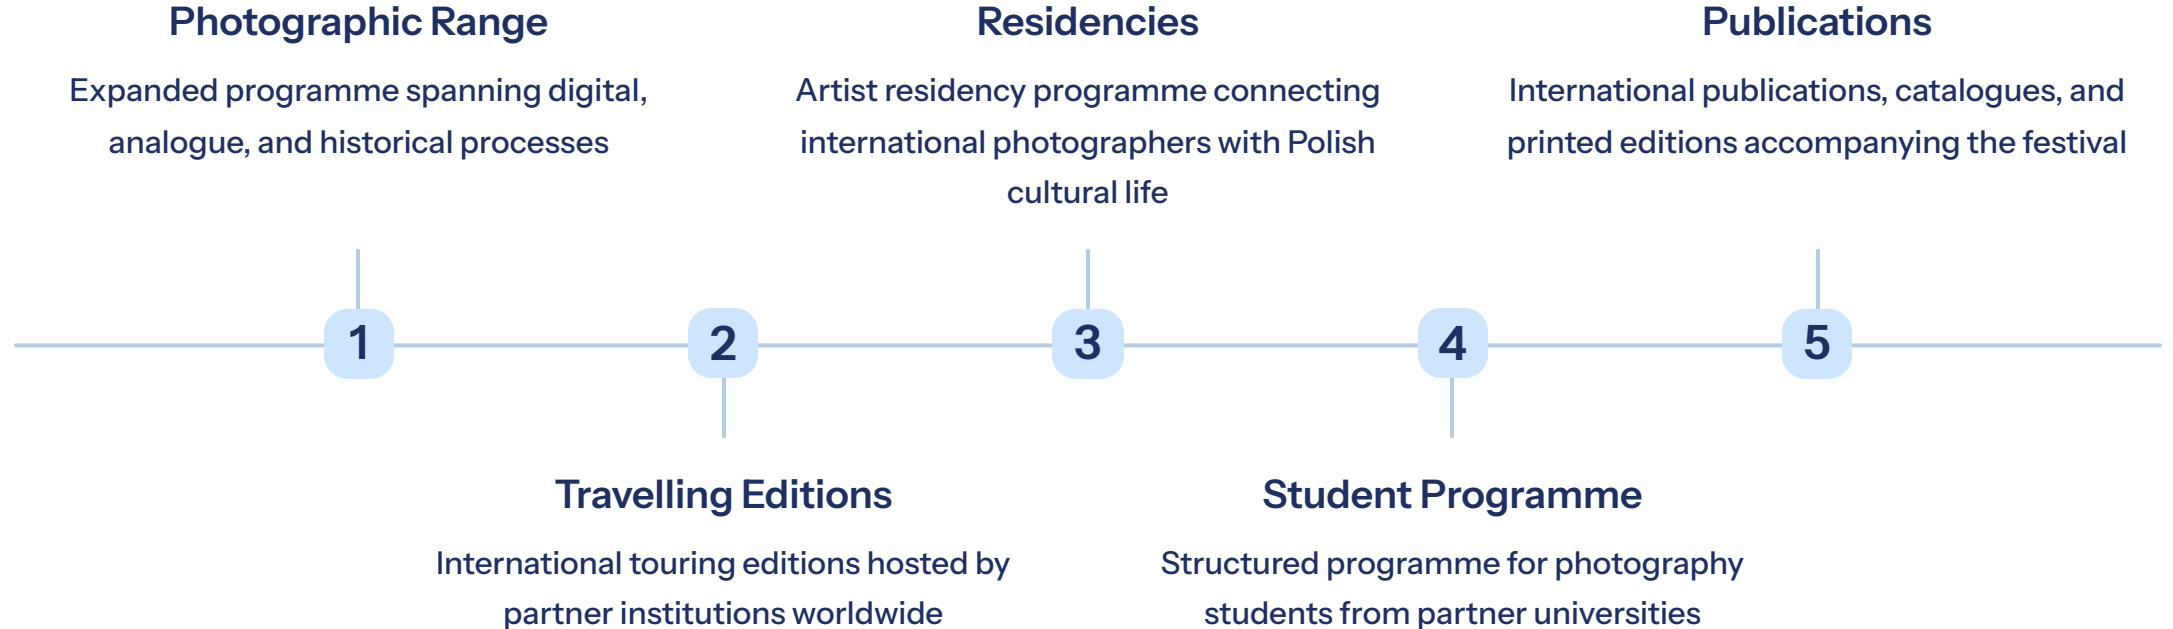 Photographic Range
Expanded programme spanning digital,
analogue, and historical processes
Residencies
Artist residency programme connecting
international photographers with Polish
cultural life
Publications
International publications, catalogues, and
printed editions accompanying the festival
1
2
3
4
5
Travelling Editions
International touring editions hosted by
partner institutions worldwide
Student Programme
Structured programme for photography
students from partner universities